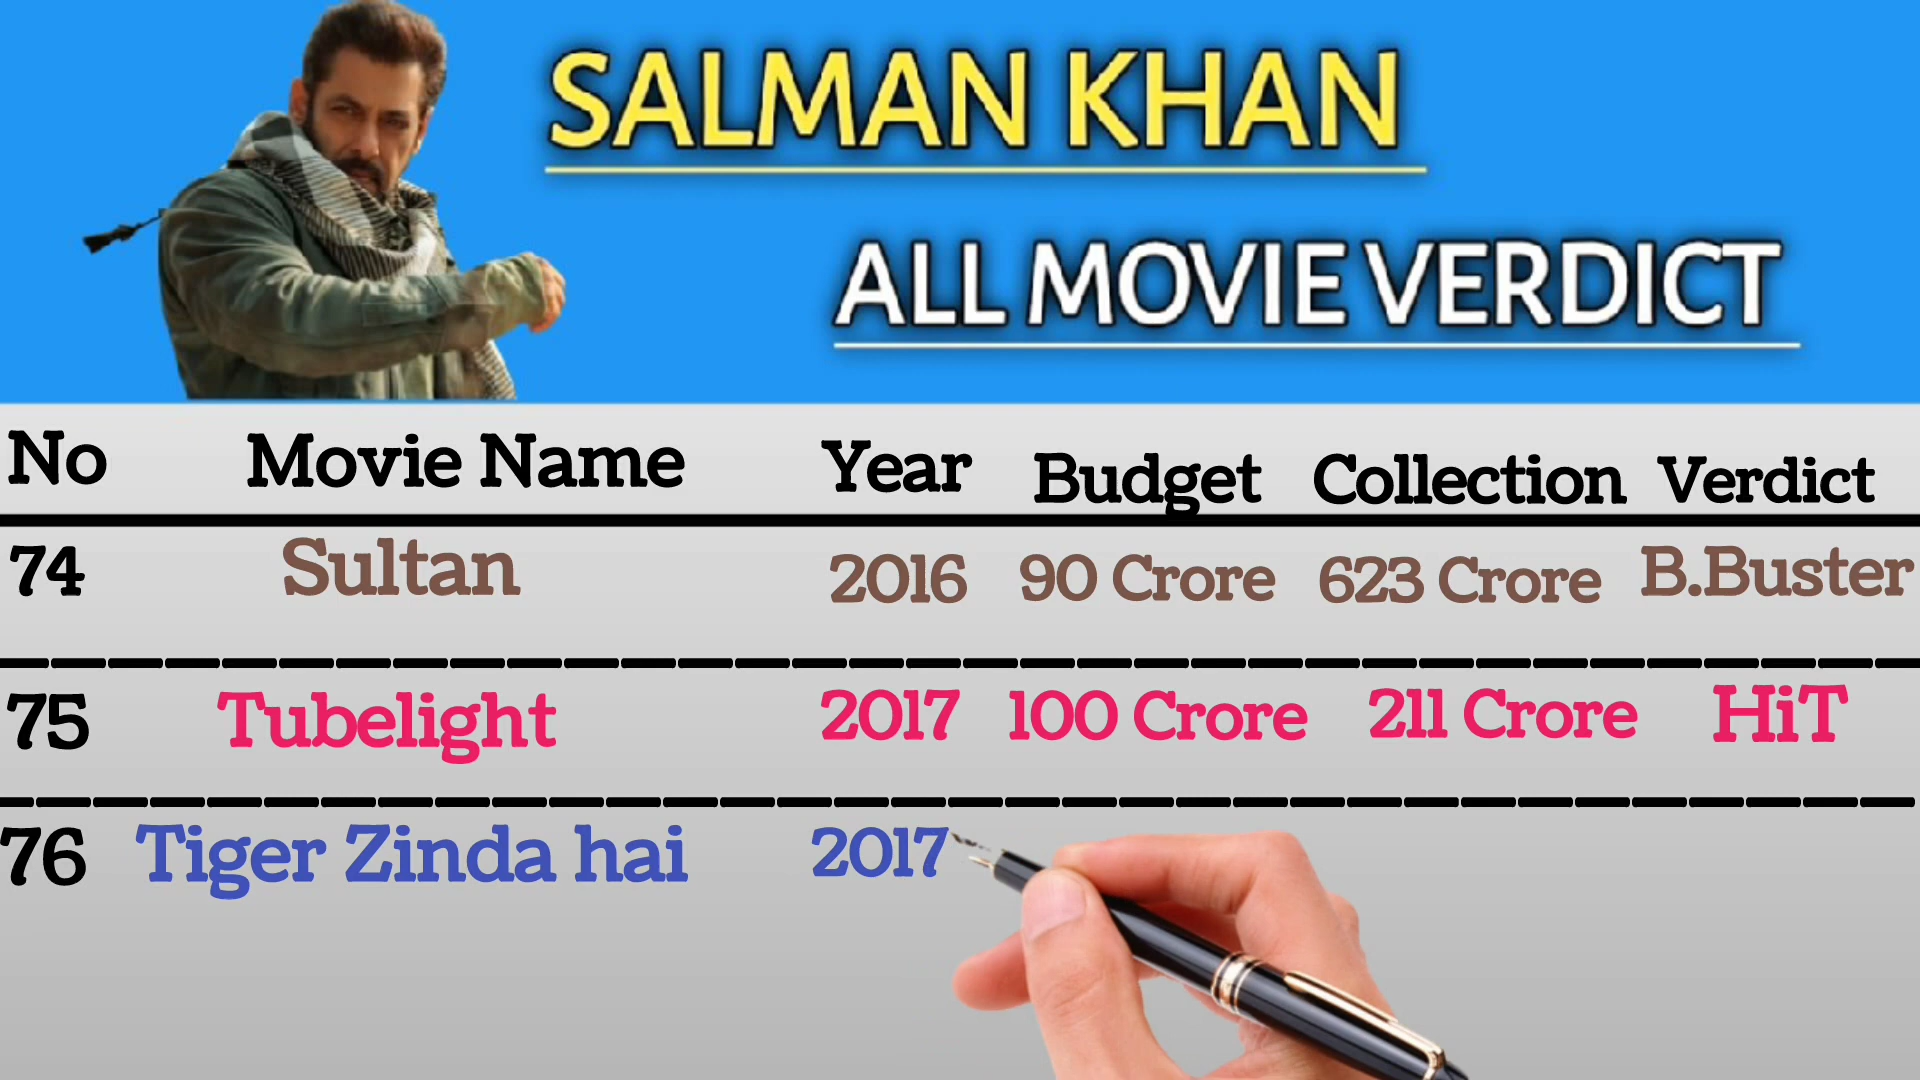 SALMAN KHAN
ALL MOVIE VERDICT
No Movie Name Year Budget Collection Verdict
74 Sultan 2016 90 Crore 623 Crore B.Buster
75 Tubelight 2017 100 Crore 211 Crore HiT
76 Tiger Zinda hai 2017